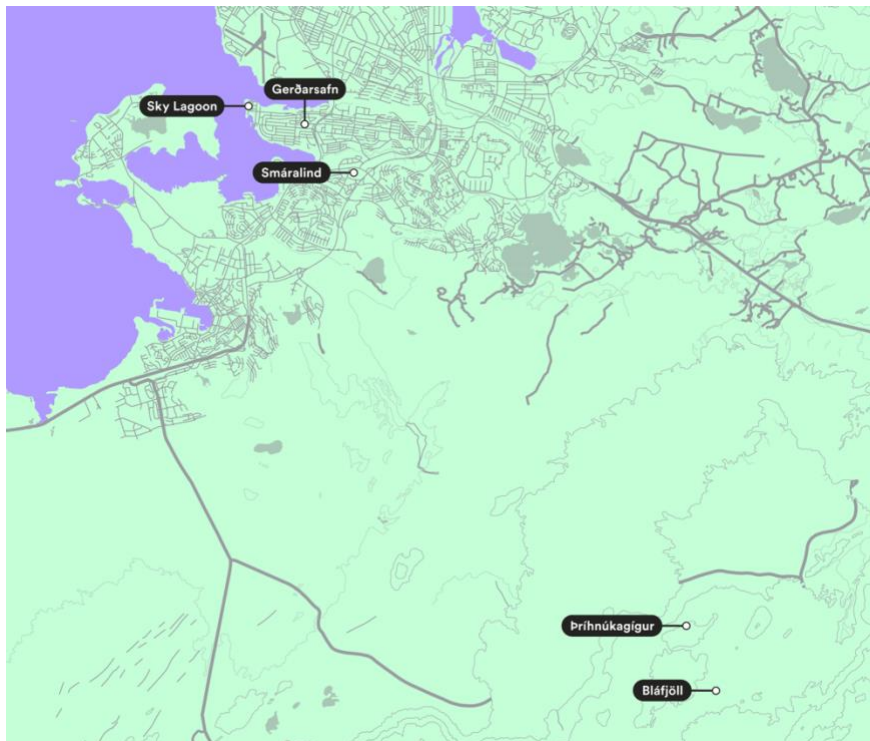 Gerðarsafn
Sky Lagoon
Smáralind
Þríhnúkagígur
Bláfjöll